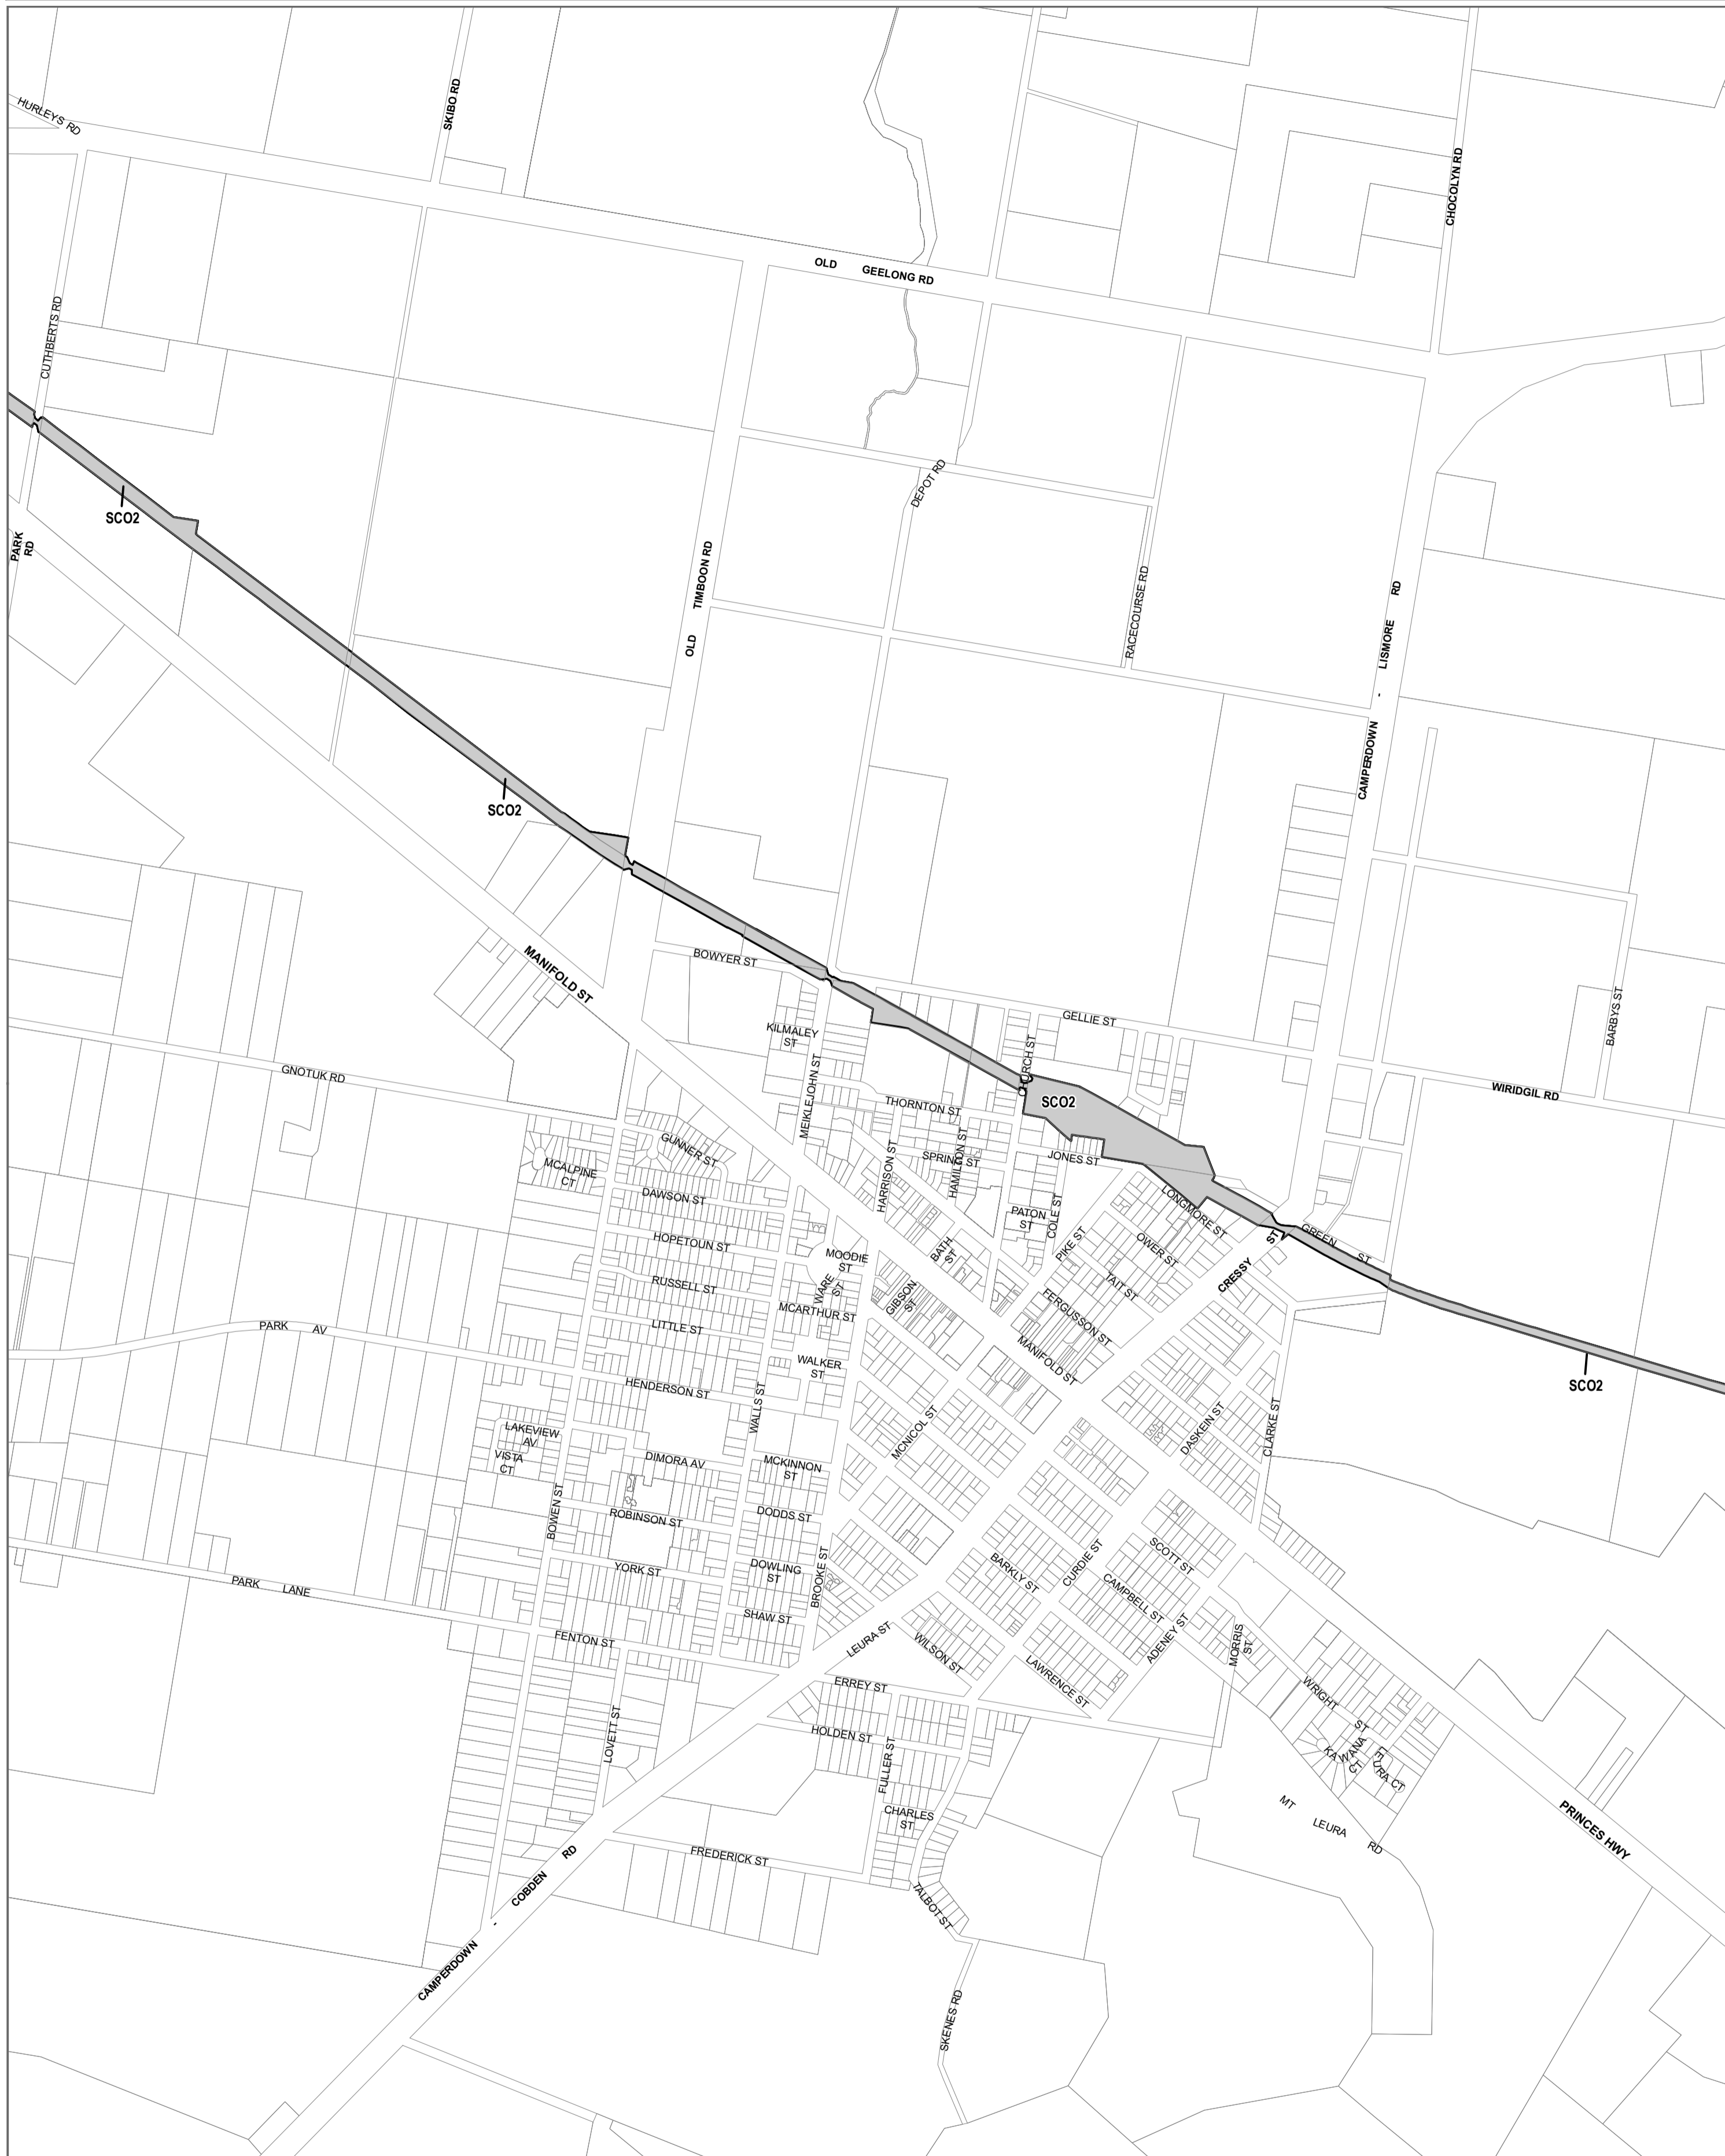 HURLEYS RD
SKIBO RD
CHOCOLYN RD
OLD GEELONG RD
CUTHBERTS RD
DEPOT RD
SCO2
PARK
RD
OLD TIMBOON RD
RACECOURSE RD
CAMPERDOWN - LISMORE RD
SCO2
MANIFOLD ST
BOWYER ST
GELLIE ST
BARBYS ST
KILMALEY
ST
CHURCH ST
GNOTUK RD
MEIKLEJOHN ST
THORNTON ST
SCO2
WIRIDGIL RD
GUNNER ST
MCALPINE
CT
HARRISON ST
SPRING ST
HAMILTON ST
JONES ST
DAWSON ST
PATON
ST
COLE ST
LONGMORE ST
HOPETOUN ST
MOODIE
ST
BATH
ST
PIKE ST
OWER ST
CRESSY ST
GREEN ST
RUSSELL ST
WARE
ST
GIBSON
ST
TAIT ST
MCARTHUR ST
FERGUSSON ST
PARK AV
LITTLE ST
MANIFOLD ST
WALKER
ST
SCO2
HENDERSON ST
WALLS ST
MCNICOL ST
DASKEIN ST
CLARKE ST
LAKEVIEW
AV
VISTA
CT
DIMORA AV
MCKINNON
ST
BOWEN ST
ROBINSON ST
DODDS ST
YORK ST
DOWLING
ST
BROOKE ST
BARKLY ST
CURDIE ST
SCOTT ST
CAMPBELL ST
PARK LANE
SHAW ST
FENTON ST
LEURA ST
WILSON ST
ADENEY ST
MORRIS
ST
LAWRENCE ST
ERREY ST
WRIGHT ST
LOVETT ST
HOLDEN ST
FULLER ST
KAWANA
CT
LEURA CT
CHARLES
ST
MT LEURA RD
PRINCES HWY
FREDERICK ST
TALBOT ST
CAMPERDOWN - COBDEN RD
SKENES RD